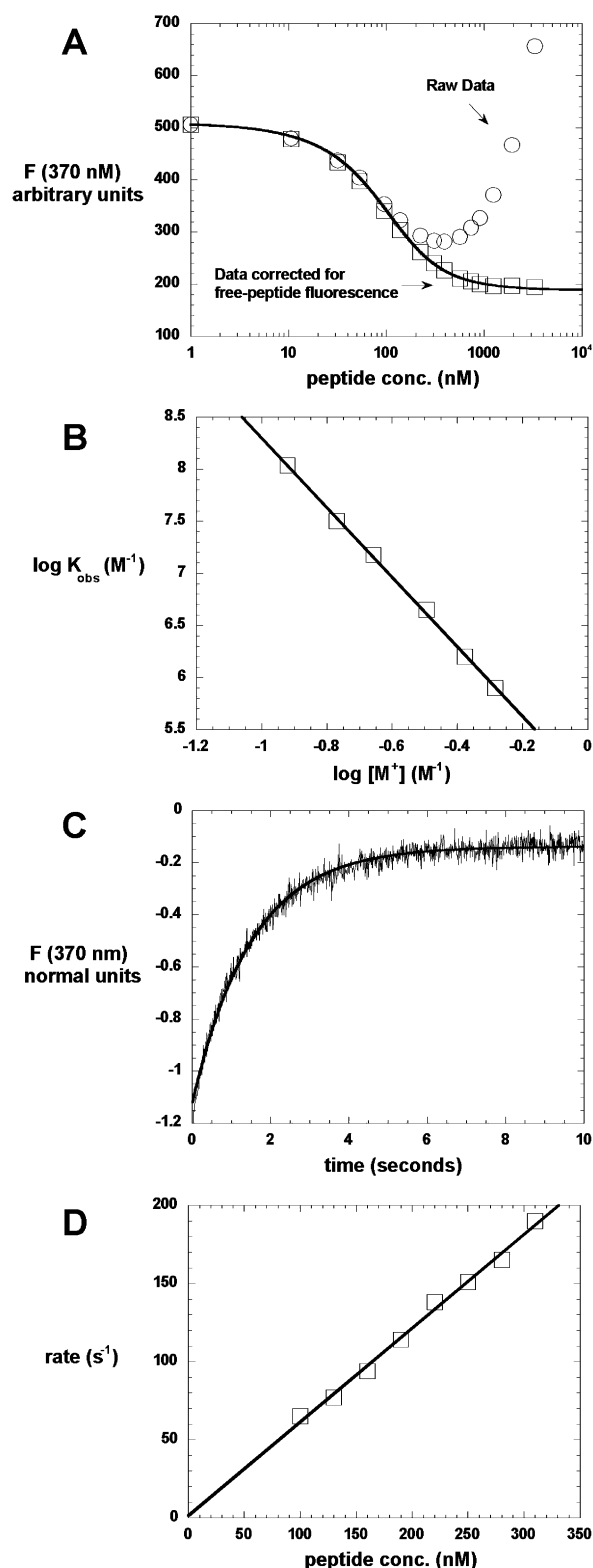 A
700
600
500
400
300
200
100
F (370 nM)
arbitrary units
Raw Data
Data corrected for
free-peptide fluorescence
1 10 100 1000 10⁴
peptide conc. (nM)
B
8.5
8
7.5
7
6.5
6
5.5
log K_obs (M⁻¹)
-1.2 -1 -0.8 -0.6 -0.4 -0.2 0
log [M⁺] (M⁻¹)
C
0
-0.2
-0.4
-0.6
-0.8
-1
-1.2
F (370 nm)
normal units
0 2 4 6 8 10
time (seconds)
D
200
150
100
50
0
rate (s⁻¹)
0 50 100 150 200 250 300 350
peptide conc. (nM)